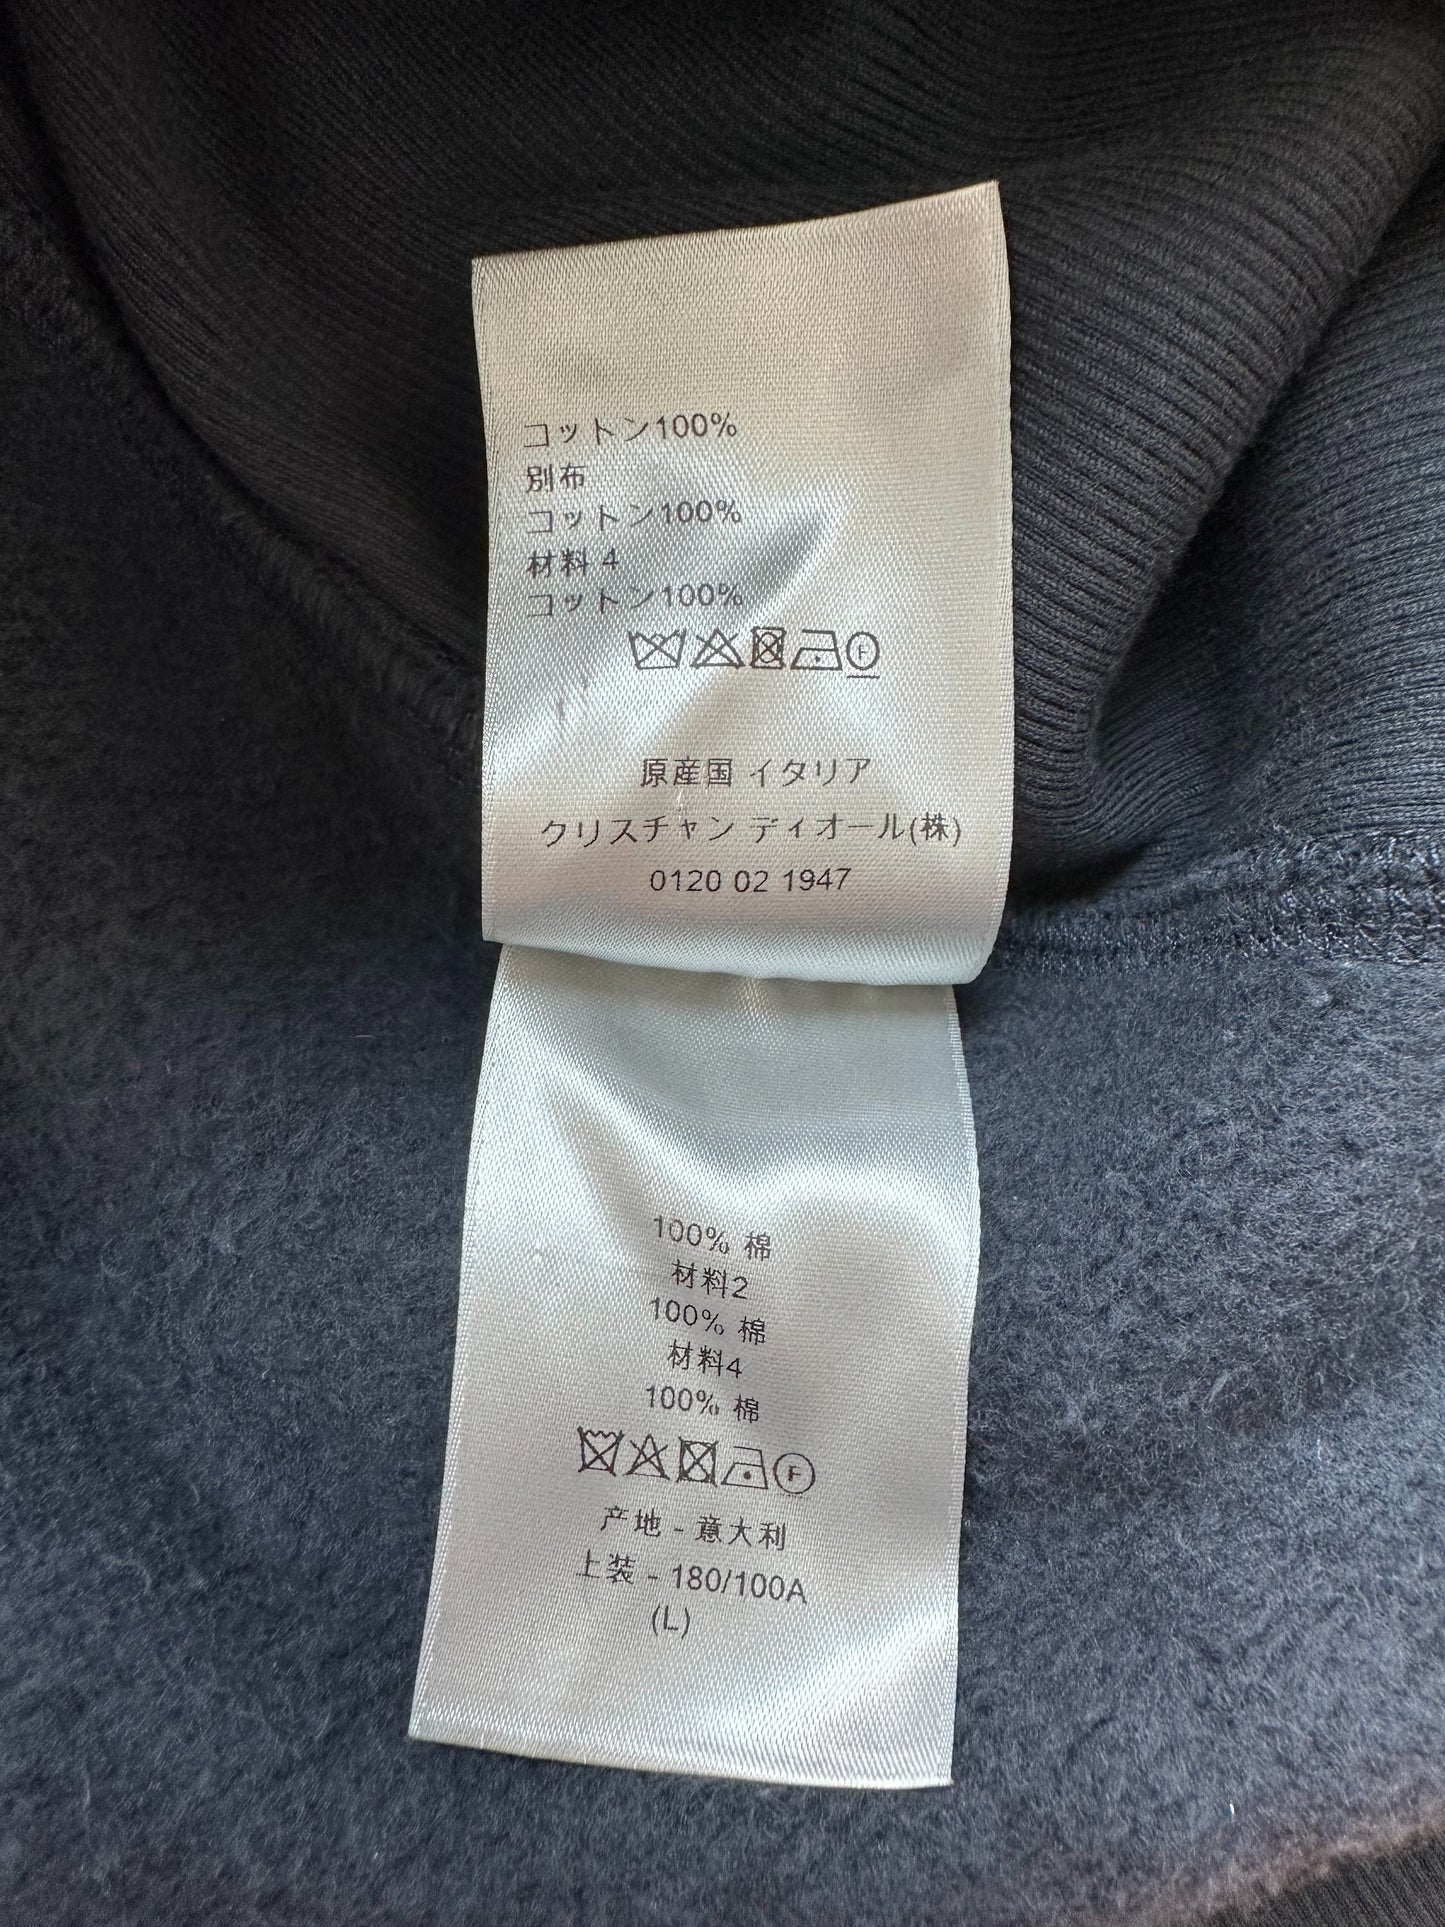 コットン100%
別布
コットン100%
材料 4
コットン100%
F
原産国 イタリア
クリスチャン ディオール(株)
0120 02 1947
100% 棉
材料2
100% 棉
材料4
100% 棉
F
产地 - 意大利
上装 - 180/100A
(L)